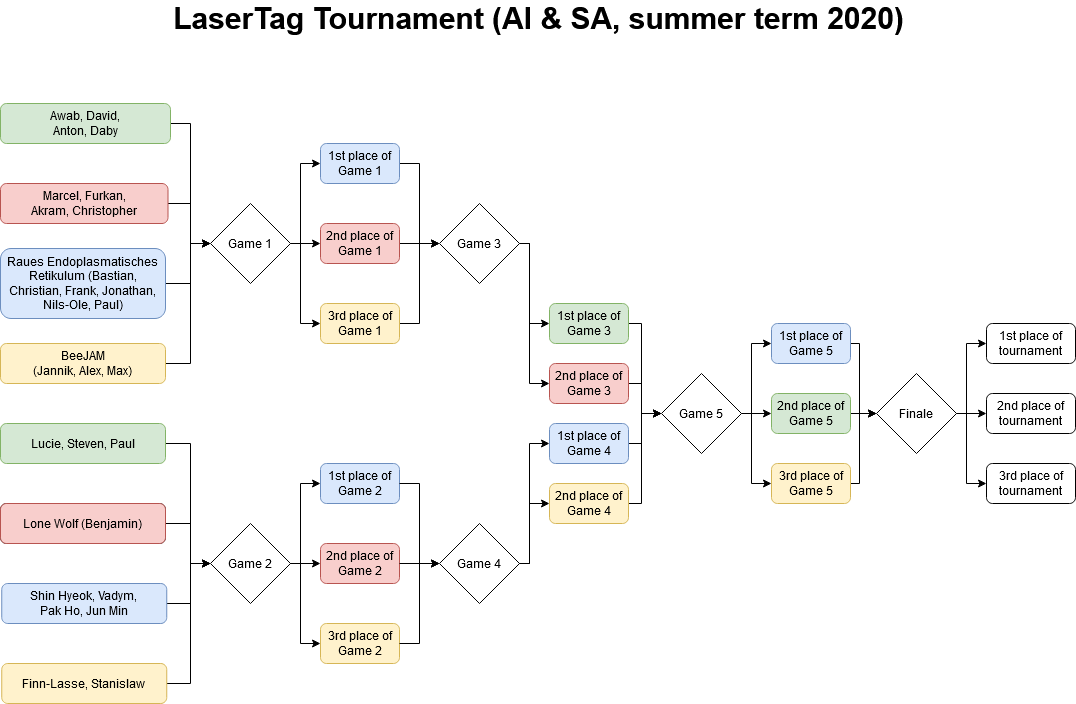 LaserTag Tournament (AI & SA, summer term 2020)
Awab, David,
Anton, Daby
Marcel, Furkan,
Akram, Christopher
Raues Endoplasmatisches
Retikulum (Bastian,
Christian, Frank, Jonathan,
Nils-Ole, Paul)
BeeJAM
(Jannik, Alex, Max)
Lucie, Steven, Paul
Lone Wolf (Benjamin)
Shin Hyeok, Vadym,
Pak Ho, Jun Min
Finn-Lasse, Stanislaw
Game 1
Game 2
1st place of
Game 1
2nd place of
Game 1
3rd place of
Game 1
1st place of
Game 2
2nd place of
Game 2
3rd place of
Game 2
Game 3
Game 4
1st place of
Game 3
2nd place of
Game 3
1st place of
Game 4
2nd place of
Game 4
Game 5
1st place of
Game 5
2nd place of
Game 5
3rd place of
Game 5
Finale
1st place of
tournament
2nd place of
tournament
3rd place of
tournament